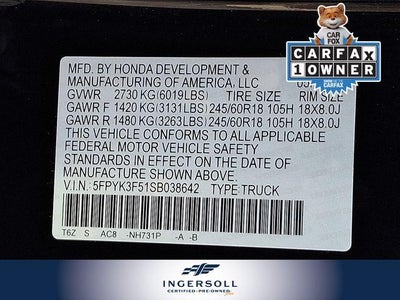 MFD. BY HONDA DEVELOPMENT &
MANUFACTURING OF AMERICA, LLC
GVWR 2730 KG(6019LBS) TIRE SIZE RIM SIZE
GAWR F 1420 KG(3131LBS) 245/60R18 105H 18X8.0J
GAWR R 1480 KG(3263LBS) 245/60R18 105H 18X8.0J
THIS VEHICLE CONFORMS TO ALL APPLICABLE
FEDERAL MOTOR VEHICLE SAFETY
STANDARDS IN EFFECT ON THE DATE OF
MANUFACTURE SHOWN ABOVE.
V.I.N.: 5FPYK3F51SB038642 TYPE:TRUCK
T6Z S AC8 -NH731P -A -B
CAR
FOX
CARFAX
1 OWNER
CARFAX
INGERSOLL
CERTIFIED·PRE-OWNED